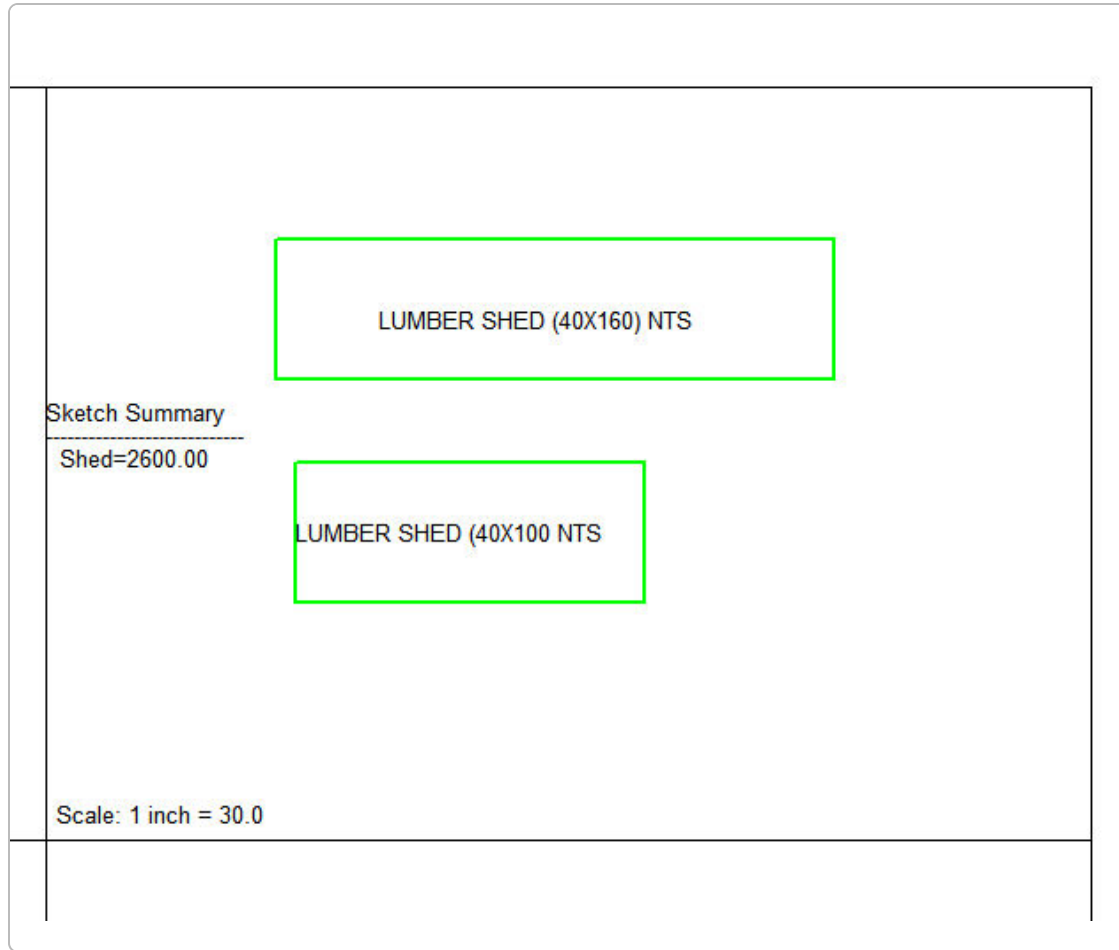 LUMBER SHED (40X160) NTS
Sketch Summary
----------------------------
Shed=2600.00
LUMBER SHED (40X100 NTS
Scale: 1 inch = 30.0